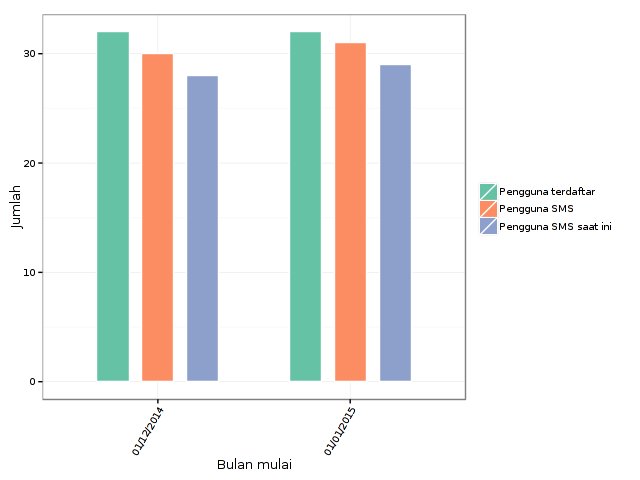 Jumlah
30
20
10
0
01/12/2014
01/01/2015
Bulan mulai
Pengguna terdaftar
Pengguna SMS
Pengguna SMS saat ini